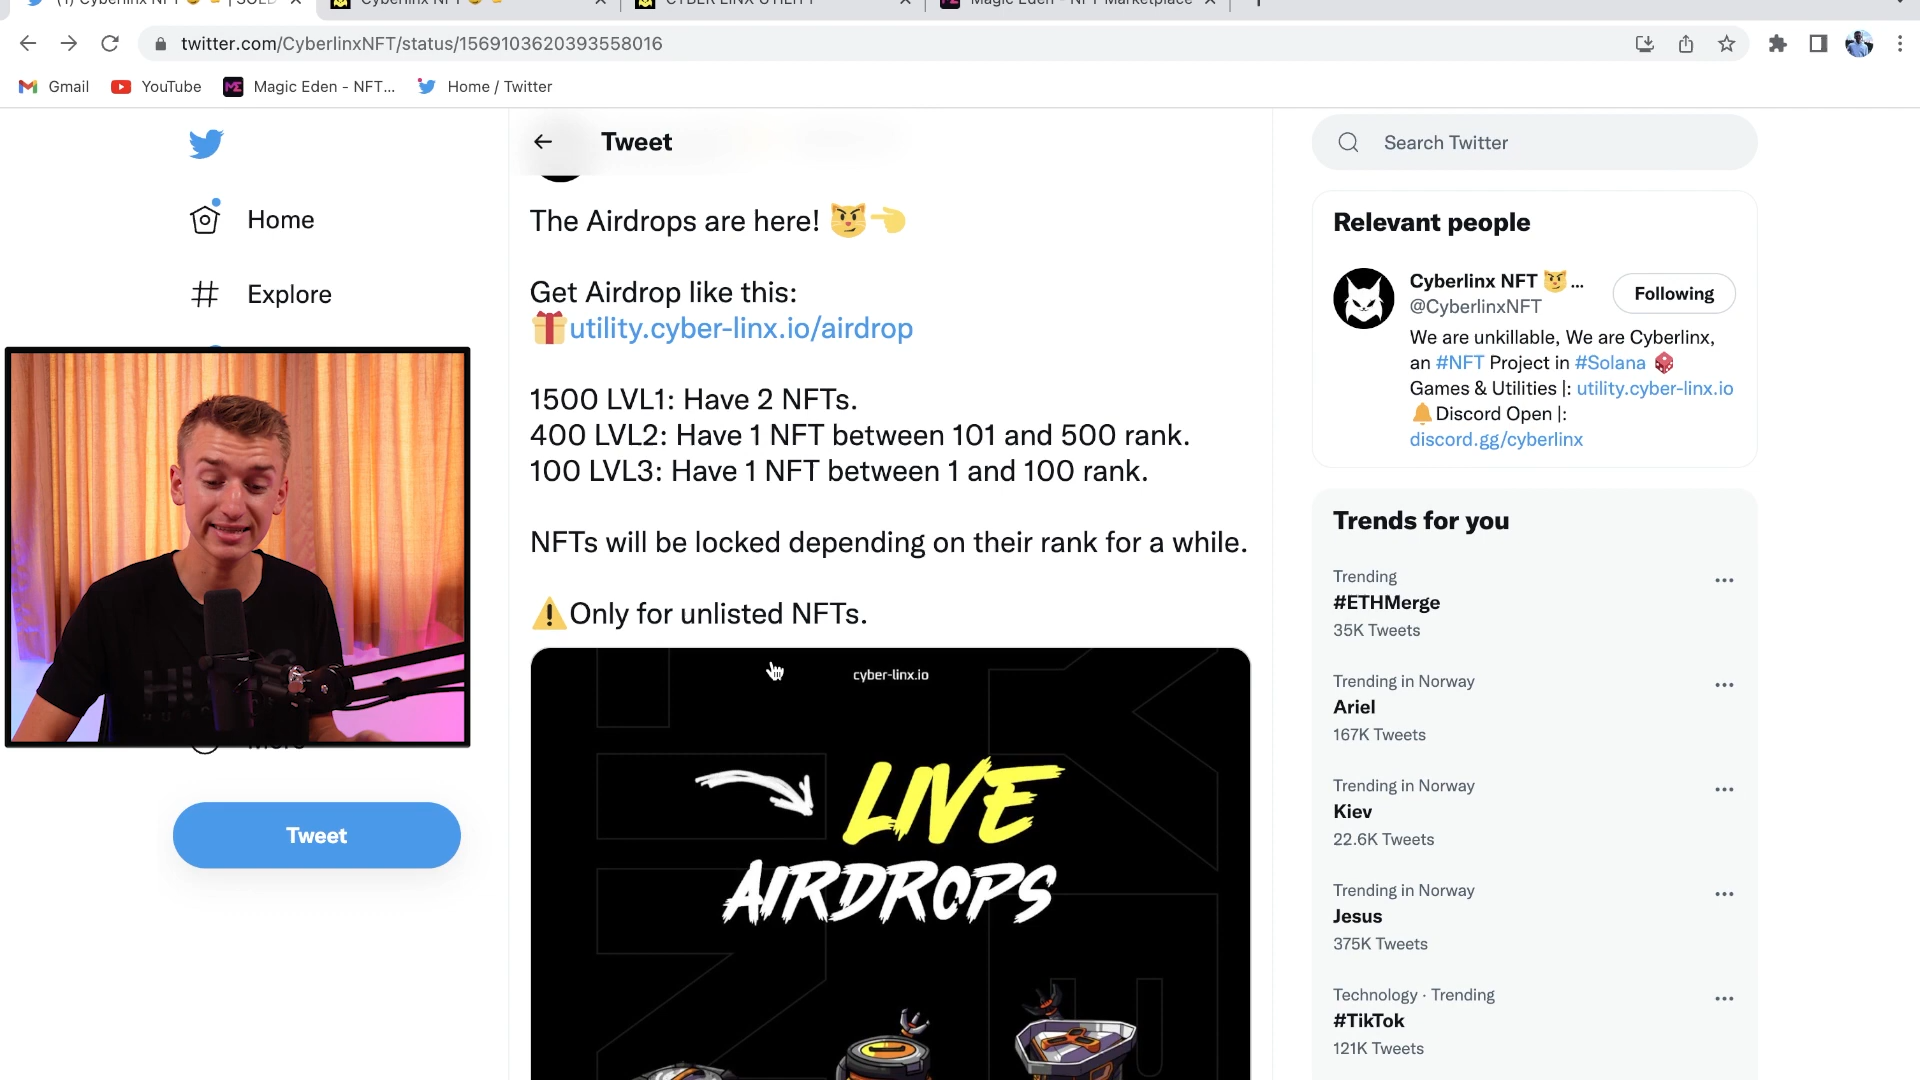 twitter.com/CyberlinxNFT/status/1569103620393558016
Gmail
YouTube
Magic Eden - NFT...
Home / Twitter
Home
Explore
Tweet
Tweet
The Airdrops are here! 😼👈
Get Airdrop like this:
🎁utility.cyber-linx.io/airdrop
1500 LVL1: Have 2 NFTs.
400 LVL2: Have 1 NFT between 101 and 500 rank.
100 LVL3: Have 1 NFT between 1 and 100 rank.
NFTs will be locked depending on their rank for a while.
⚠️Only for unlisted NFTs.
cyber-linx.io
LIVE
AIRDROPS
Search Twitter
Relevant people
Cyberlinx NFT 😼...
@CyberlinxNFT
Following
We are unkillable, We are Cyberlinx,
an #NFT Project in #Solana 🎲
Games & Utilities |: utility.cyber-linx.io
🔔Discord Open |:
discord.gg/cyberlinx
Trends for you
Trending
#ETHMerge
35K Tweets
Trending in Norway
Ariel
167K Tweets
Trending in Norway
Kiev
22.6K Tweets
Trending in Norway
Jesus
375K Tweets
Technology · Trending
#TikTok
121K Tweets